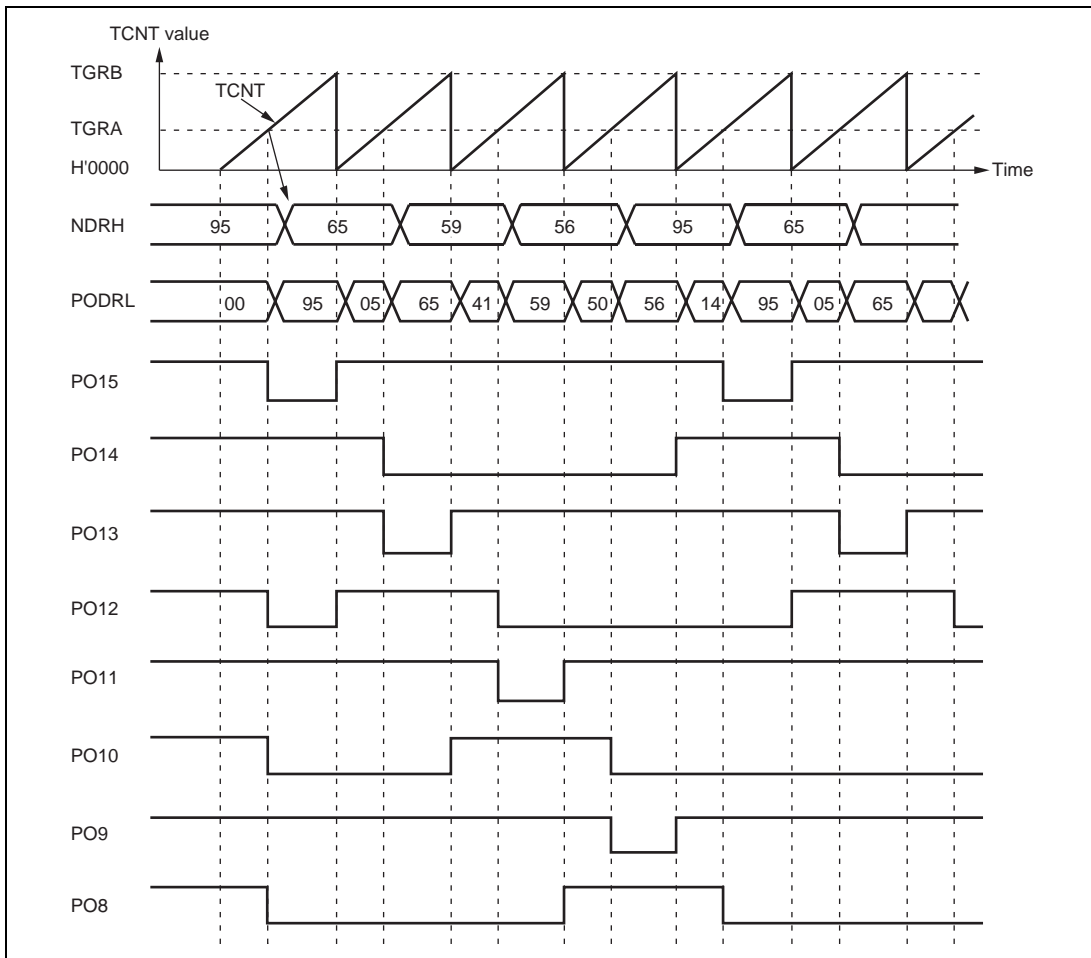 TCNT value
TGRB
TCNT
TGRA
H'0000
Time
NDRH 95 65 59 56 95 65
PODRL 00 95 05 65 41 59 50 56 14 95 05 65
PO15
PO14
PO13
PO12
PO11
PO10
PO9
PO8